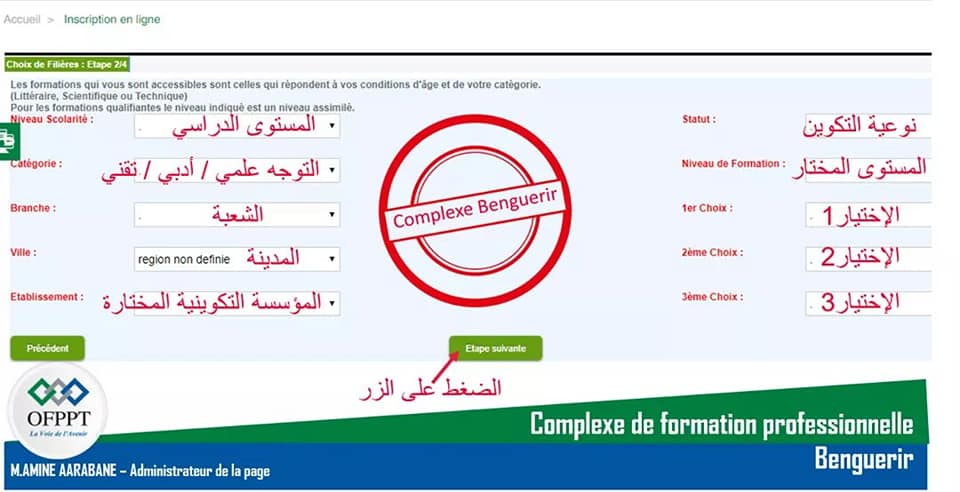 Accueil > Inscription en ligne
Choix de Filières : Etape 2/4
Les formations qui vous sont accessibles sont celles qui répondent à vos conditions d'âge et de votre catégorie.
(Littéraire, Scientifique ou Technique)
Pour les formations qualifiantes le niveau indiqué est un niveau assimilé.
Niveau Scolarité :
المستوى الدراسي
Statut :
نوعية التكوين
Catégorie :
التوجه علمي / أدبي / تقني
Niveau de Formation :
المستوى المختار
Branche :
الشعبة
1er Choix :
الإختيار1
Ville :
region non definie
المدينة
2ème Choix :
الإختيار2
Etablissement :
المؤسسة التكوينية المختارة
3ème Choix :
الإختيار3
Complexe Benguerir
Précédent
Etape suivante
الضغط على الزر
OFPPT
La Voie de l'Avenir
Complexe de formation professionnelle
Benguerir
M.AMINE AARABANE – Administrateur de la page